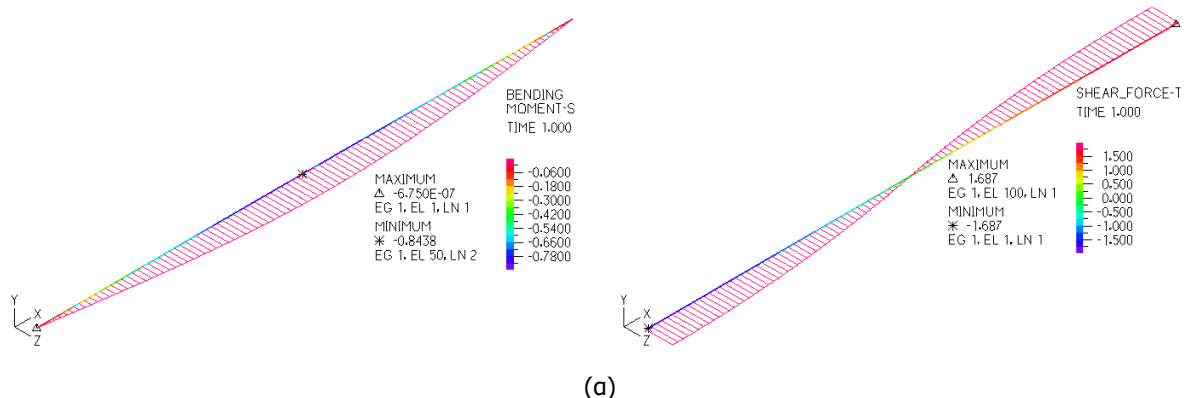 BENDING
MOMENT-S
TIME 1.000
-0.0600
-0.1800
-0.3000
-0.4200
-0.5400
-0.6600
-0.7800
MAXIMUM
△ -6.750E-07
EG 1, EL 1, LN 1
MINIMUM
* -0.8438
EG 1, EL 50, LN 2
Y
X
Z
SHEAR_FORCE-T
TIME 1.000
1.500
1.000
0.500
0.000
-0.500
-1.000
-1.500
MAXIMUM
△ 1.687
EG 1, EL 100, LN 1
MINIMUM
* -1.687
EG 1, EL 1, LN 1
Y
X
Z
(a)